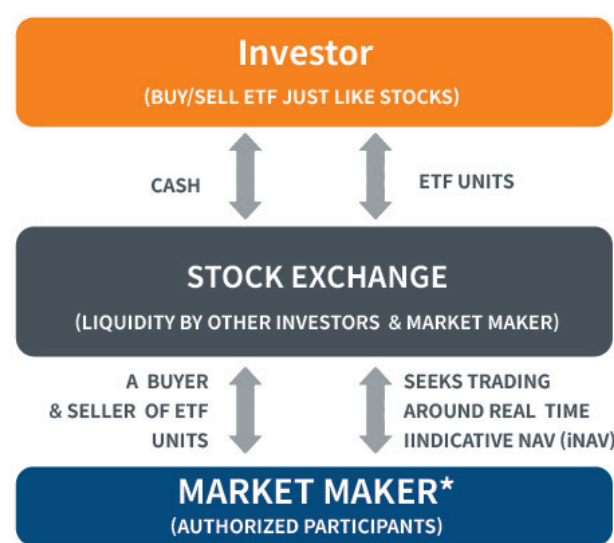 Investor
(BUY/SELL ETF JUST LIKE STOCKS)
CASH
ETF UNITS
STOCK EXCHANGE
(LIQUIDITY BY OTHER INVESTORS & MARKET MAKER)
A BUYER
& SELLER OF ETF
UNITS
SEEKS TRADING
AROUND REAL TIME
IINDICATIVE NAV (iNAV)
MARKET MAKER*
(AUTHORIZED PARTICIPANTS)